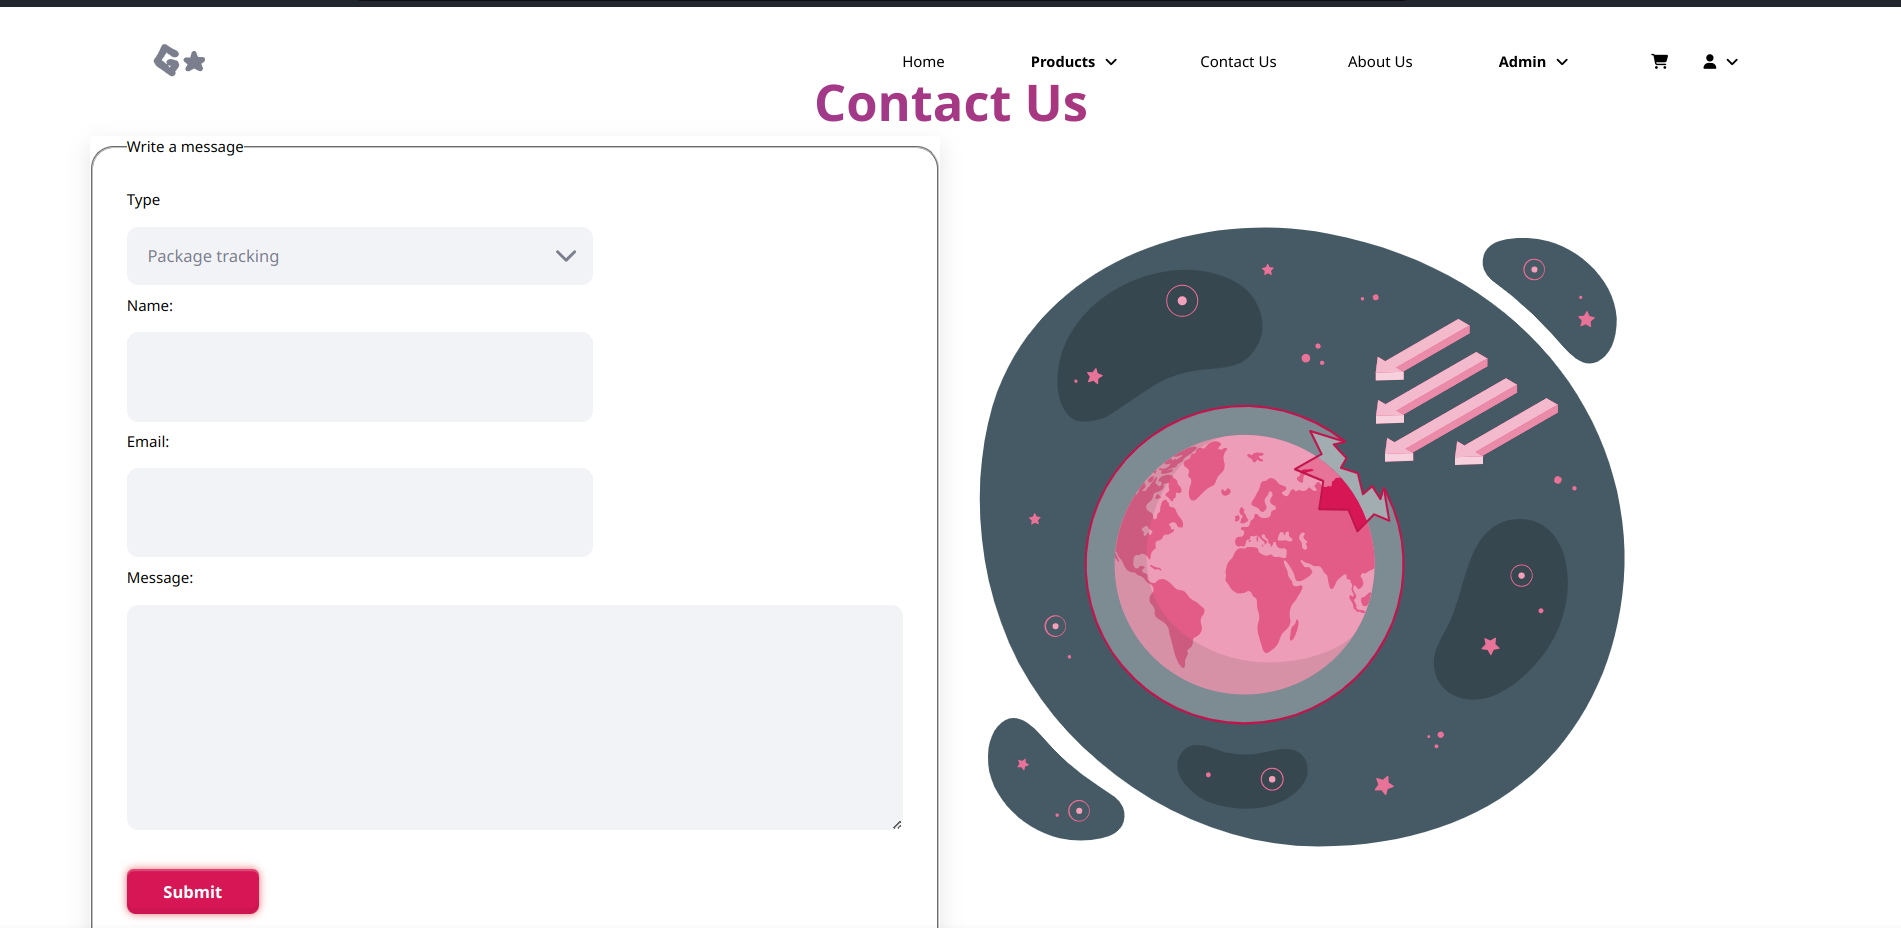 G★
Home Products Contact Us About Us Admin
Contact Us
Write a message
Type
Package tracking
Name:
Email:
Message:
Submit